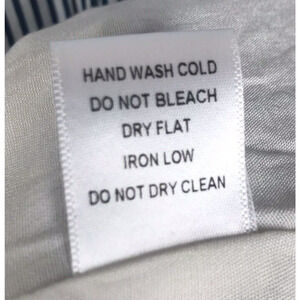 HAND WASH COLD
DO NOT BLEACH
DRY FLAT
IRON LOW
DO NOT DRY CLEAN